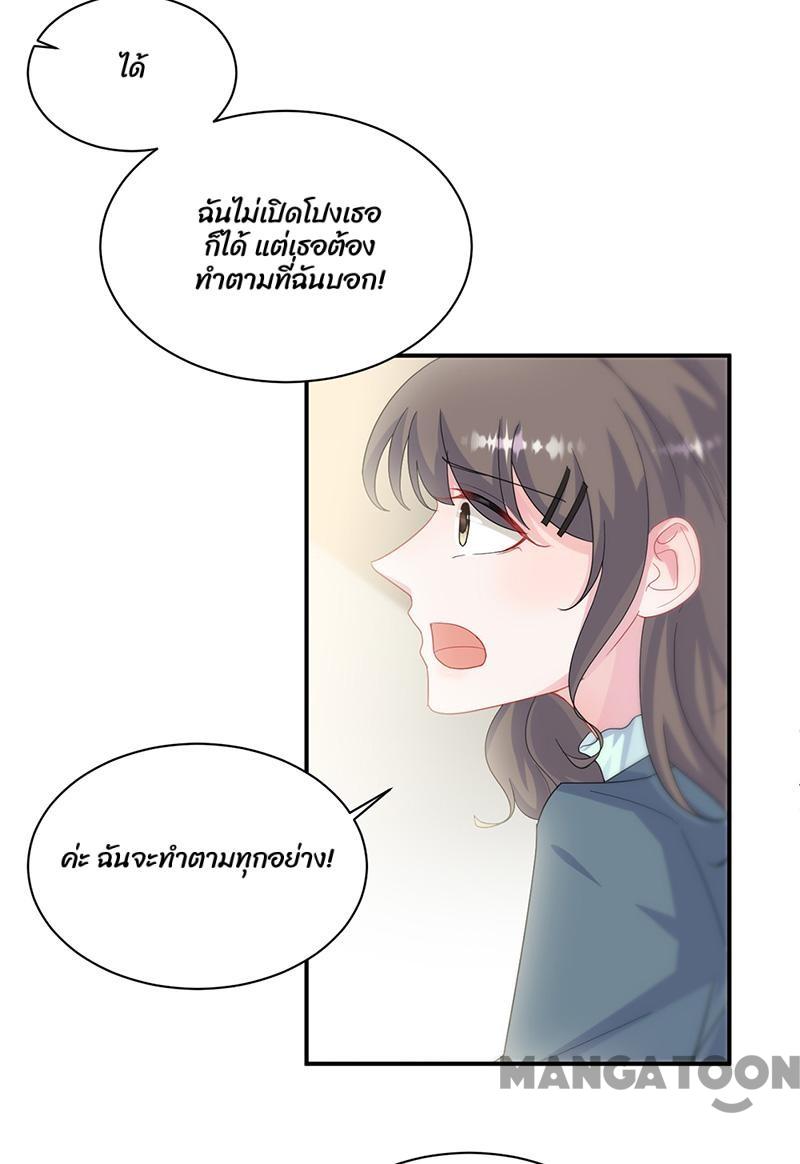 ได้
ฉันไม่เปิดโปงเธอ
ก็ได้ แต่เธอต้อง
ทำตามที่ฉันบอก!
ค่ะ ฉันจะทำตามทุกอย่าง!
MANGATOON